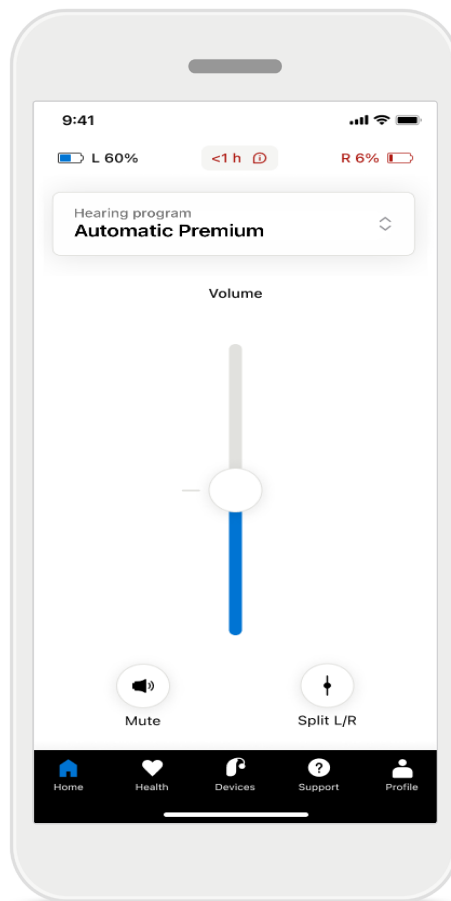 9:41
L 60% <1 h R 6%
Hearing program
Automatic Premium
Volume
Mute Split L/R
Home Health Devices Support Profile